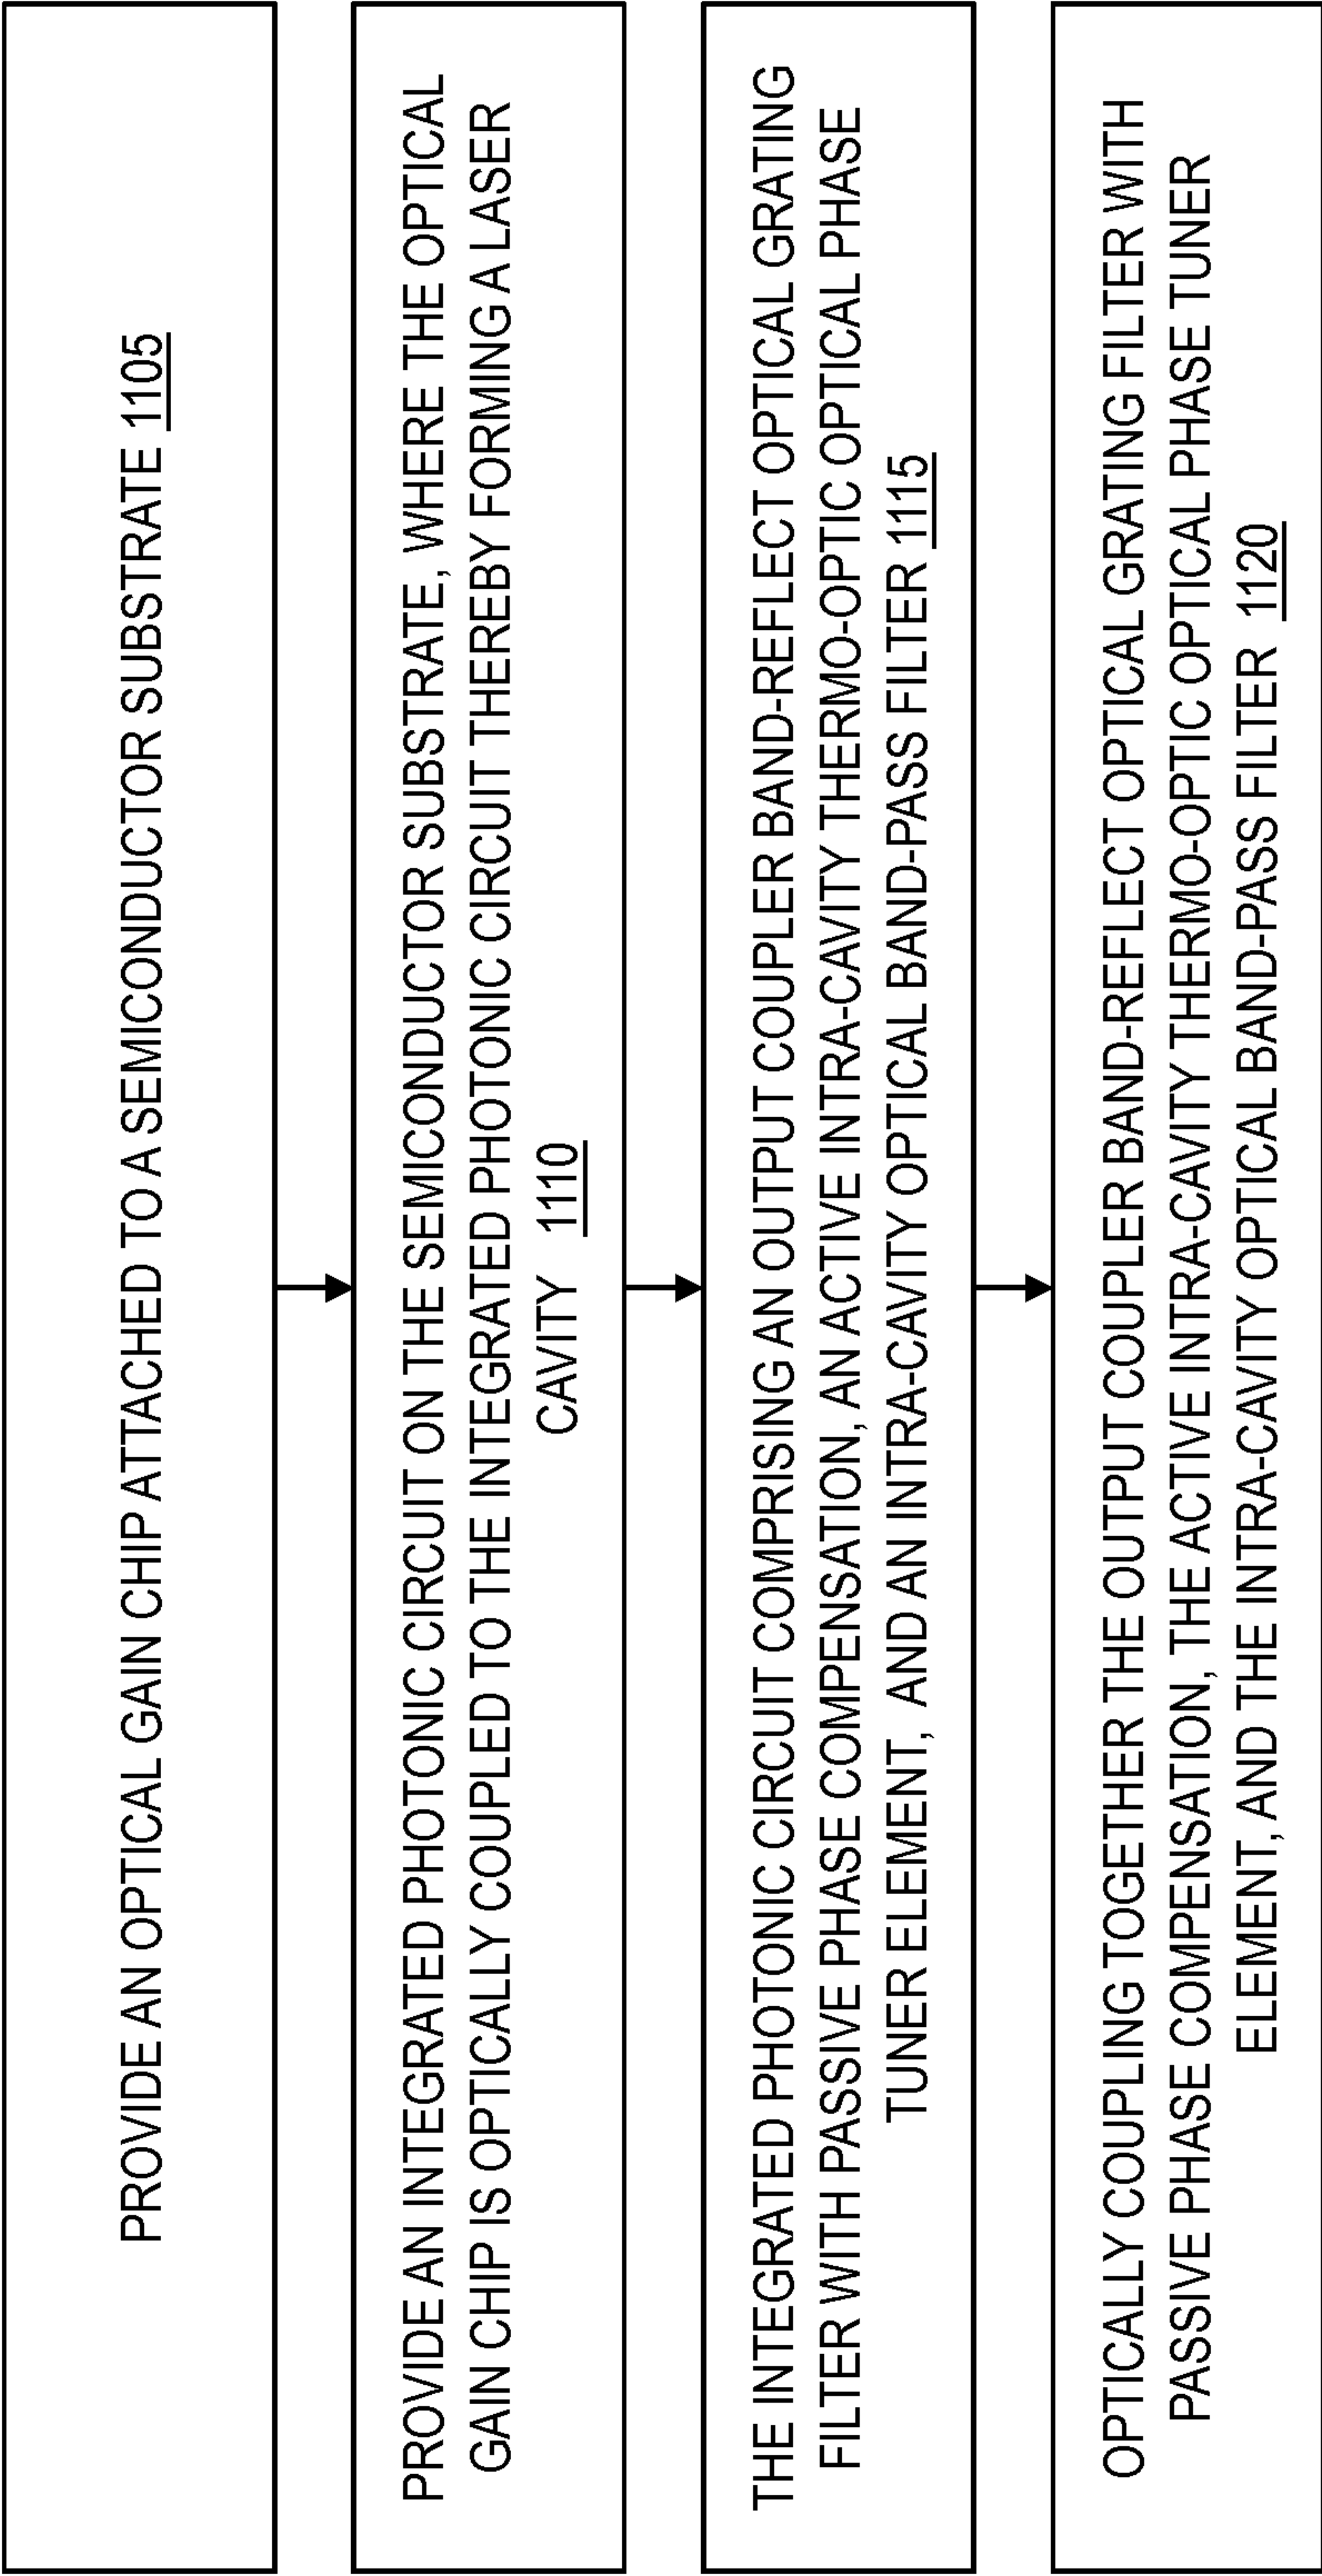 PROVIDE AN OPTICAL GAIN CHIP ATTACHED TO A SEMICONDUCTOR SUBSTRATE 1105
PROVIDE AN INTEGRATED PHOTONIC CIRCUIT ON THE SEMICONDUCTOR SUBSTRATE, WHERE THE OPTICAL
GAIN CHIP IS OPTICALLY COUPLED TO THE INTEGRATED PHOTONIC CIRCUIT THEREBY FORMING A LASER
CAVITY 1110
THE INTEGRATED PHOTONIC CIRCUIT COMPRISING AN OUTPUT COUPLER BAND-REFLECT OPTICAL GRATING
FILTER WITH PASSIVE PHASE COMPENSATION, AN ACTIVE INTRA-CAVITY THERMO-OPTIC OPTICAL PHASE
TUNER ELEMENT, AND AN INTRA-CAVITY OPTICAL BAND-PASS FILTER 1115
OPTICALLY COUPLING TOGETHER THE OUTPUT COUPLER BAND-REFLECT OPTICAL GRATING FILTER WITH
PASSIVE PHASE COMPENSATION, THE ACTIVE INTRA-CAVITY THERMO-OPTIC OPTICAL PHASE TUNER
ELEMENT, AND THE INTRA-CAVITY OPTICAL BAND-PASS FILTER 1120